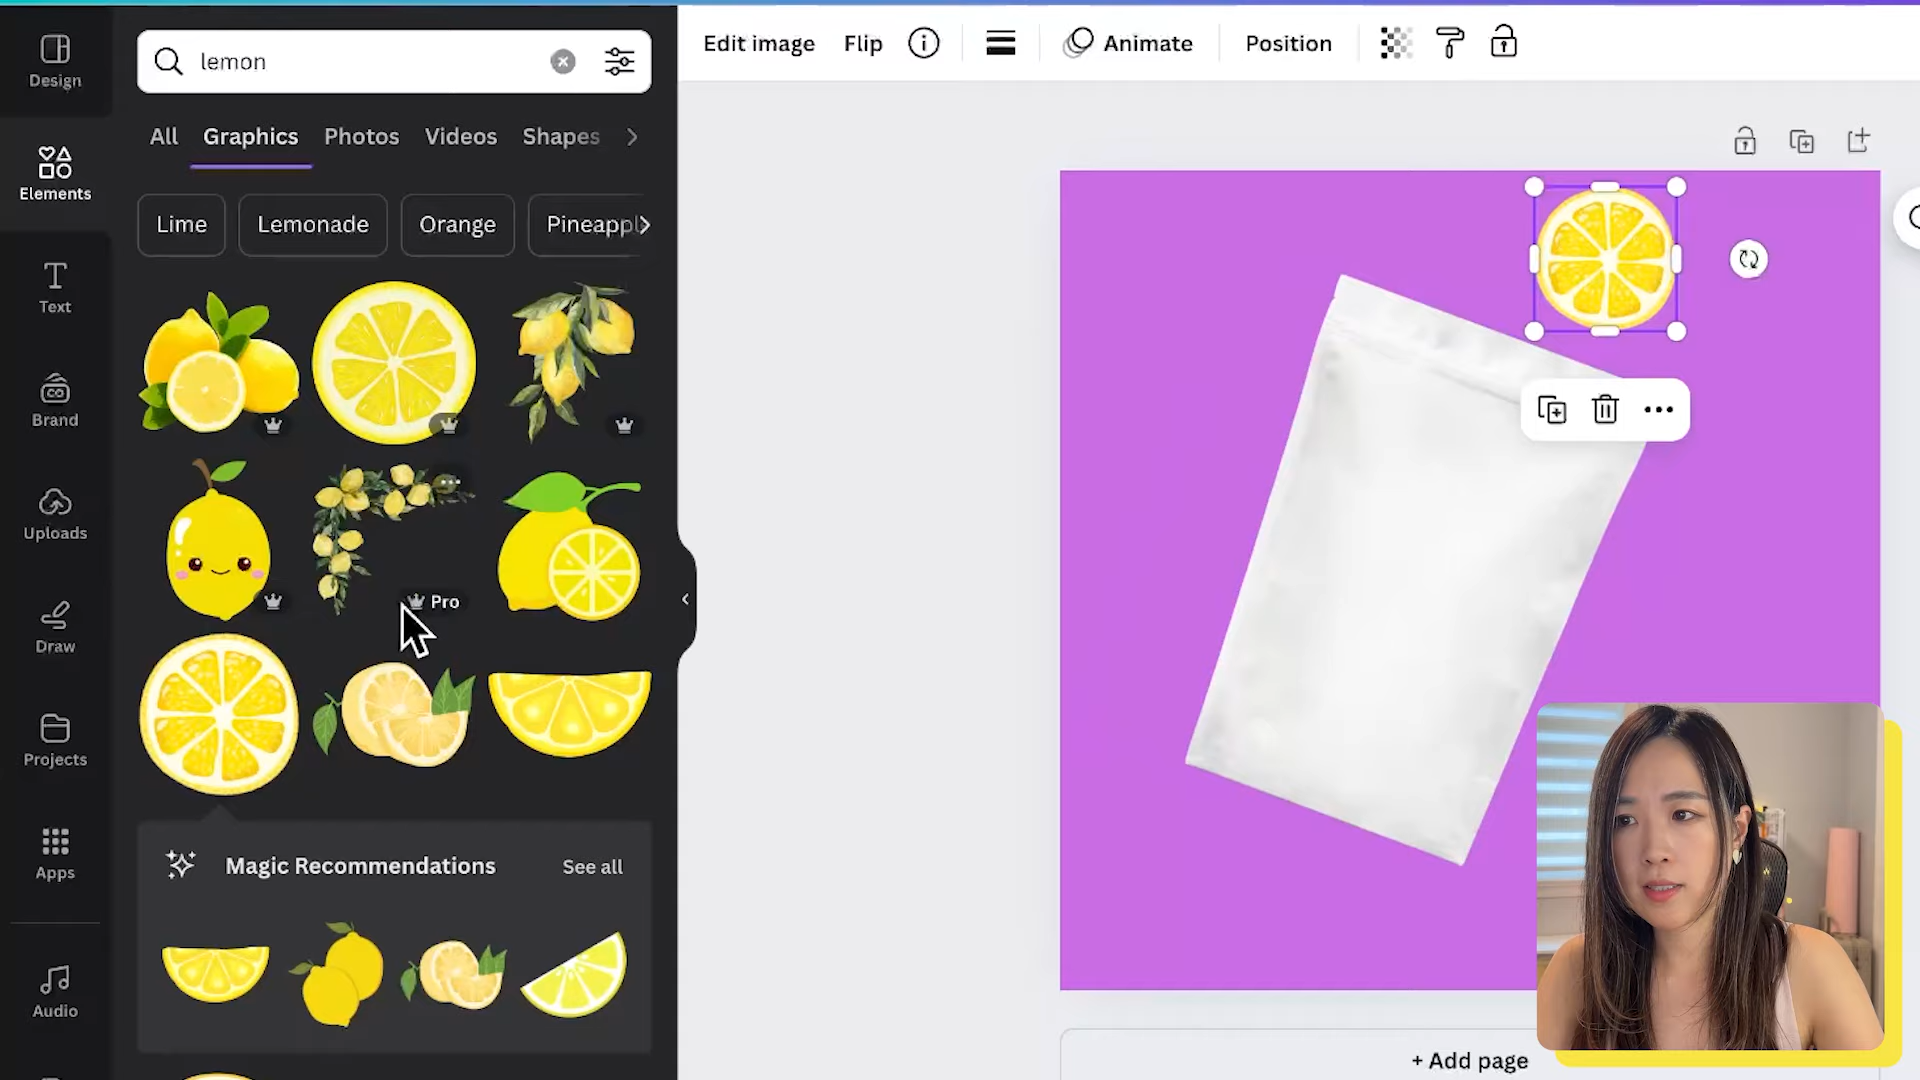 Design
Elements
Text
Brand
Uploads
Draw
Projects
Apps
Audio
lemon
All Graphics Photos Videos Shapes
Lime Lemonade Orange Pineappl
Pro
Magic Recommendations See all
Edit image Flip Animate Position
+ Add page